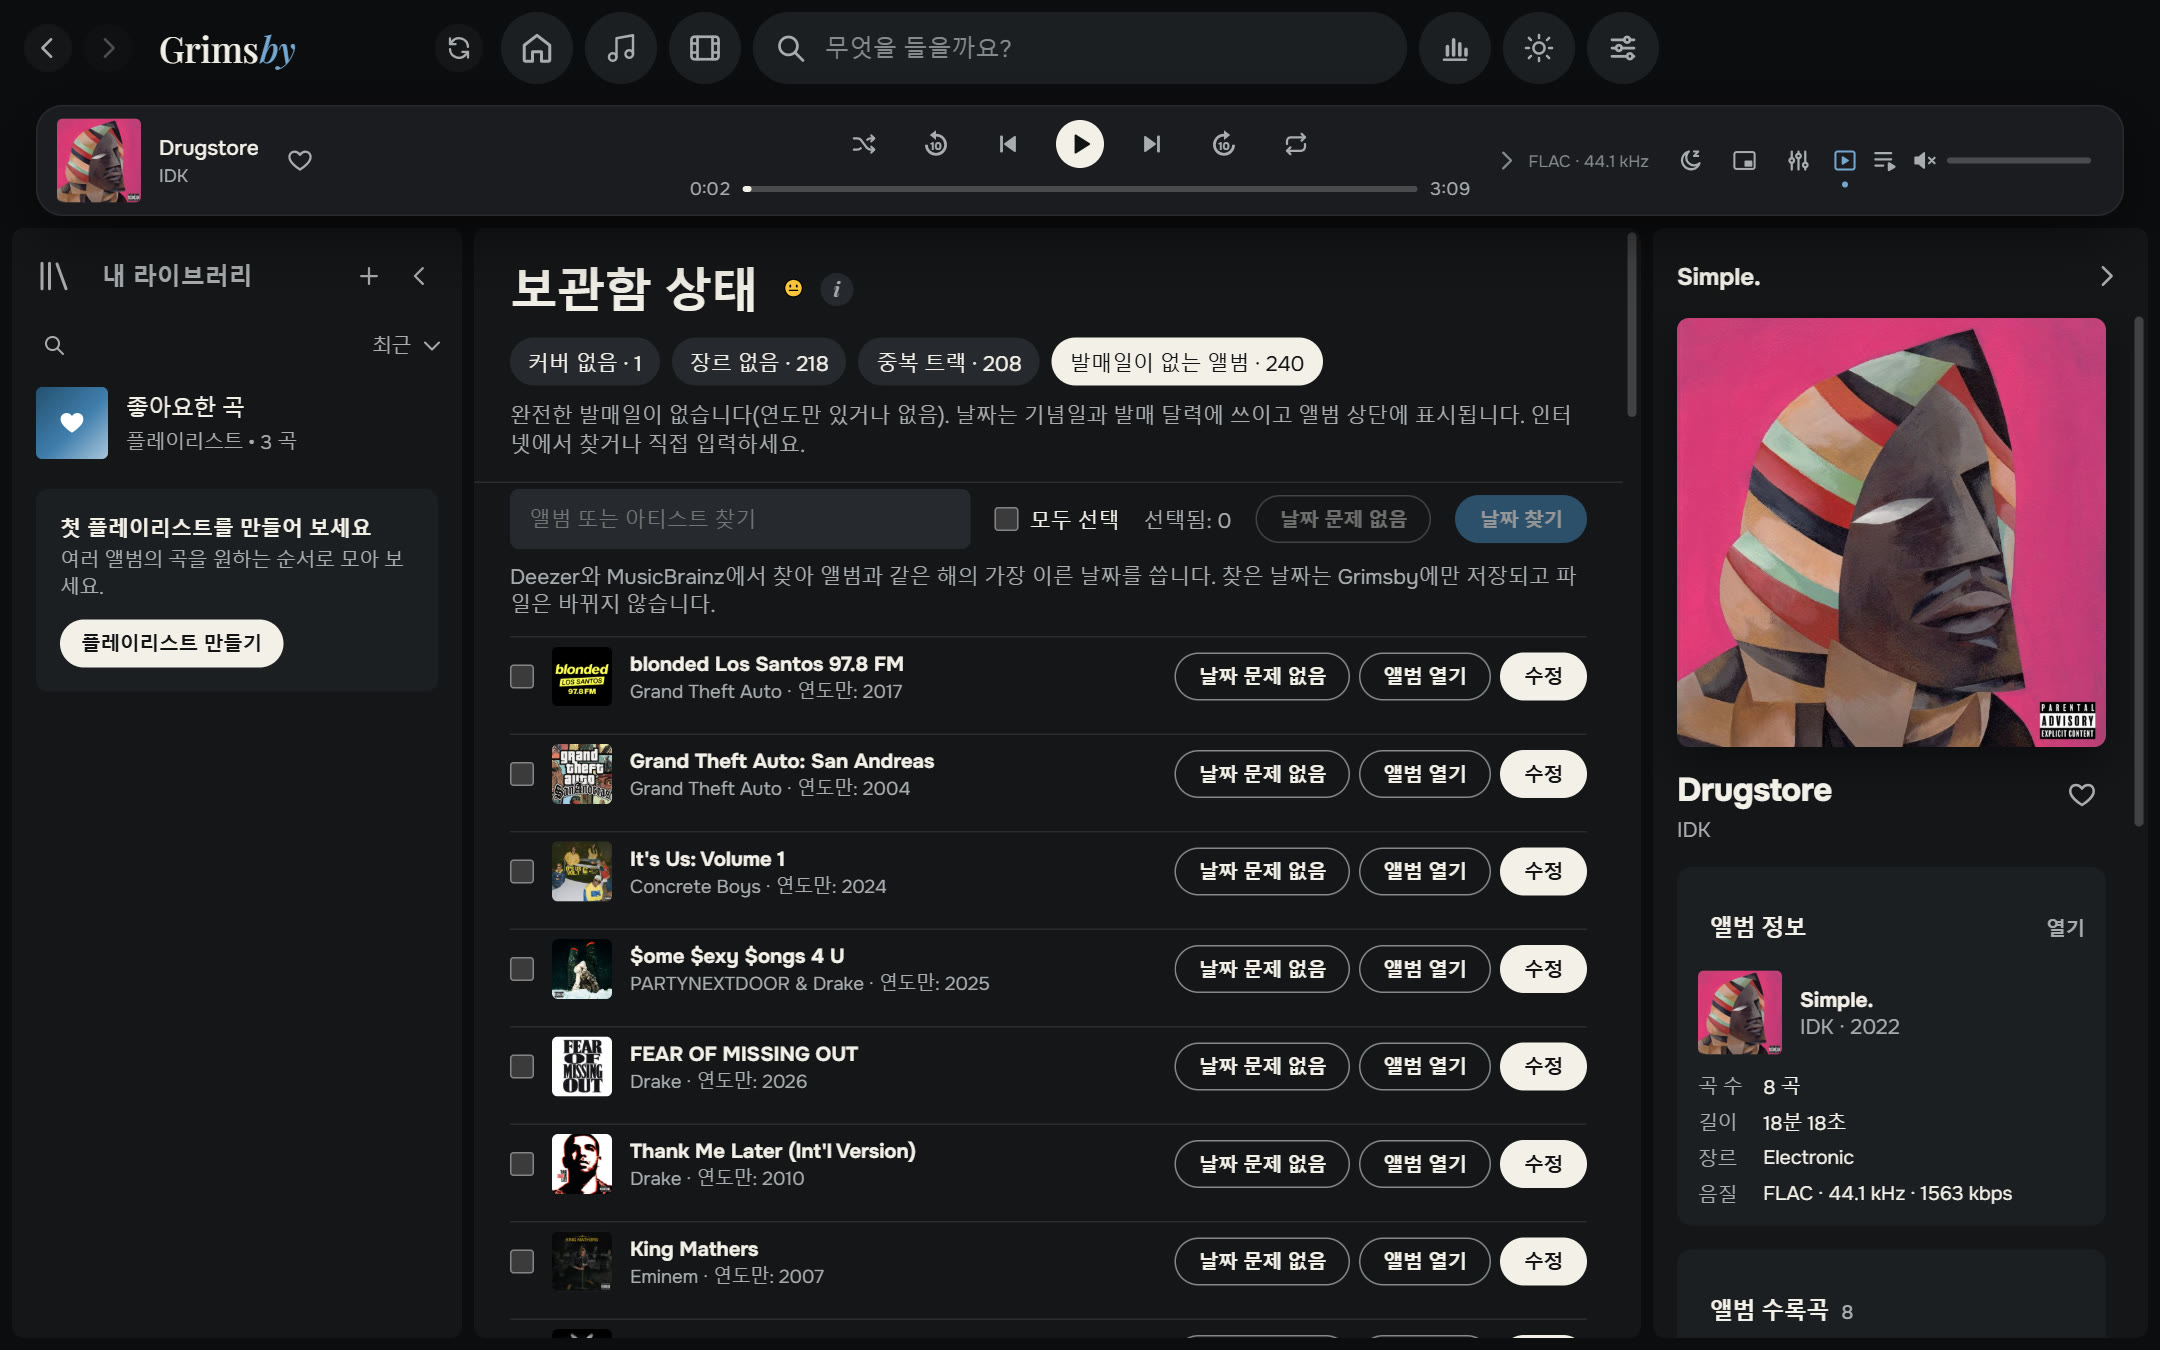 Grimsby
무엇을 들을까요?
Drugstore
IDK
10
10
0:02
3:09
FLAC · 44.1 kHz
내 라이브러리
최근
좋아요한 곡
플레이리스트 • 3 곡
첫 플레이리스트를 만들어 보세요
여러 앨범의 곡을 원하는 순서로 모아 보
세요.
플레이리스트 만들기
보관함 상태
i
커버 없음 · 1
장르 없음 · 218
중복 트랙 · 208
발매일이 없는 앨범 · 240
완전한 발매일이 없습니다(연도만 있거나 없음). 날짜는 기념일과 발매 달력에 쓰이고 앨범 상단에 표시됩니다. 인터
넷에서 찾거나 직접 입력하세요.
앨범 또는 아티스트 찾기
모두 선택
선택됨: 0
날짜 문제 없음
날짜 찾기
Deezer와 MusicBrainz에서 찾아 앨범과 같은 해의 가장 이른 날짜를 씁니다. 찾은 날짜는 Grimsby에만 저장되고 파
일은 바뀌지 않습니다.
blonded
LOS SANTOS
97.8 FM
blonded Los Santos 97.8 FM
Grand Theft Auto · 연도만: 2017
날짜 문제 없음
앨범 열기
수정
grand
theft
auto
San Andreas
Grand Theft Auto: San Andreas
Grand Theft Auto · 연도만: 2004
날짜 문제 없음
앨범 열기
수정
It's Us: Volume 1
Concrete Boys · 연도만: 2024
날짜 문제 없음
앨범 열기
수정
$ome $exy $ongs 4 U
PARTYNEXTDOOR & Drake · 연도만: 2025
날짜 문제 없음
앨범 열기
수정
FEAR
OF
MISSING
OUT
FEAR OF MISSING OUT
Drake · 연도만: 2026
날짜 문제 없음
앨범 열기
수정
Thank Me Later (Int'l Version)
Drake · 연도만: 2010
날짜 문제 없음
앨범 열기
수정
KING MATHERS
King Mathers
Eminem · 연도만: 2007
날짜 문제 없음
앨범 열기
수정
Simple.
PARENTAL
ADVISORY
EXPLICIT CONTENT
Drugstore
IDK
앨범 정보
열기
Simple.
IDK · 2022
곡 수
8 곡
길이
18분 18초
장르
Electronic
음질
FLAC · 44.1 kHz · 1563 kbps
앨범 수록곡 8